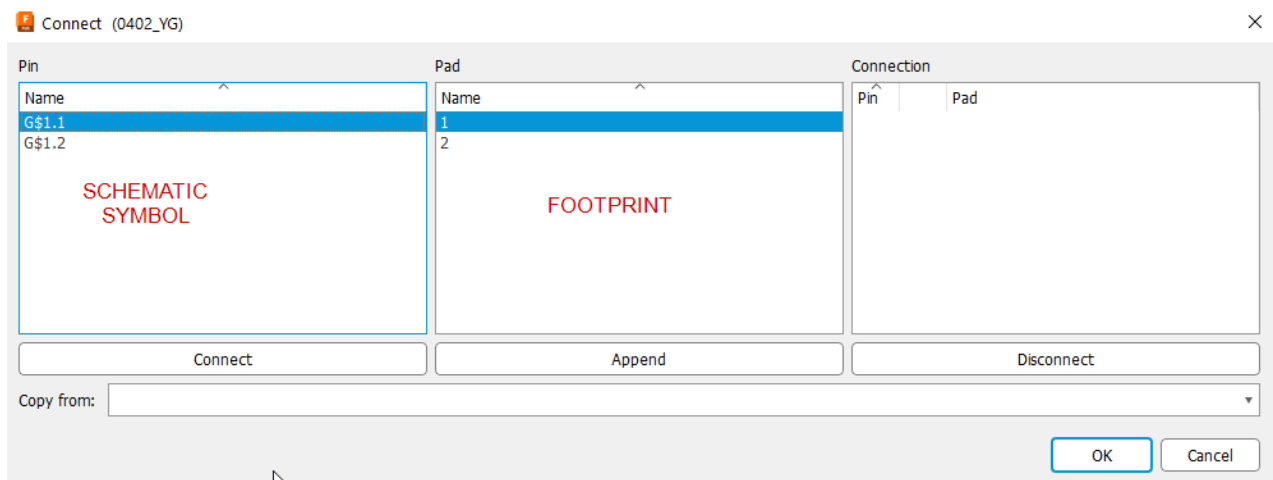 Connect (0402_YG)
Pin Pad Connection
Name Name Pin Pad
G$1.1 1
G$1.2 2
SCHEMATIC
SYMBOL
FOOTPRINT
Connect Append Disconnect
Copy from:
OK Cancel